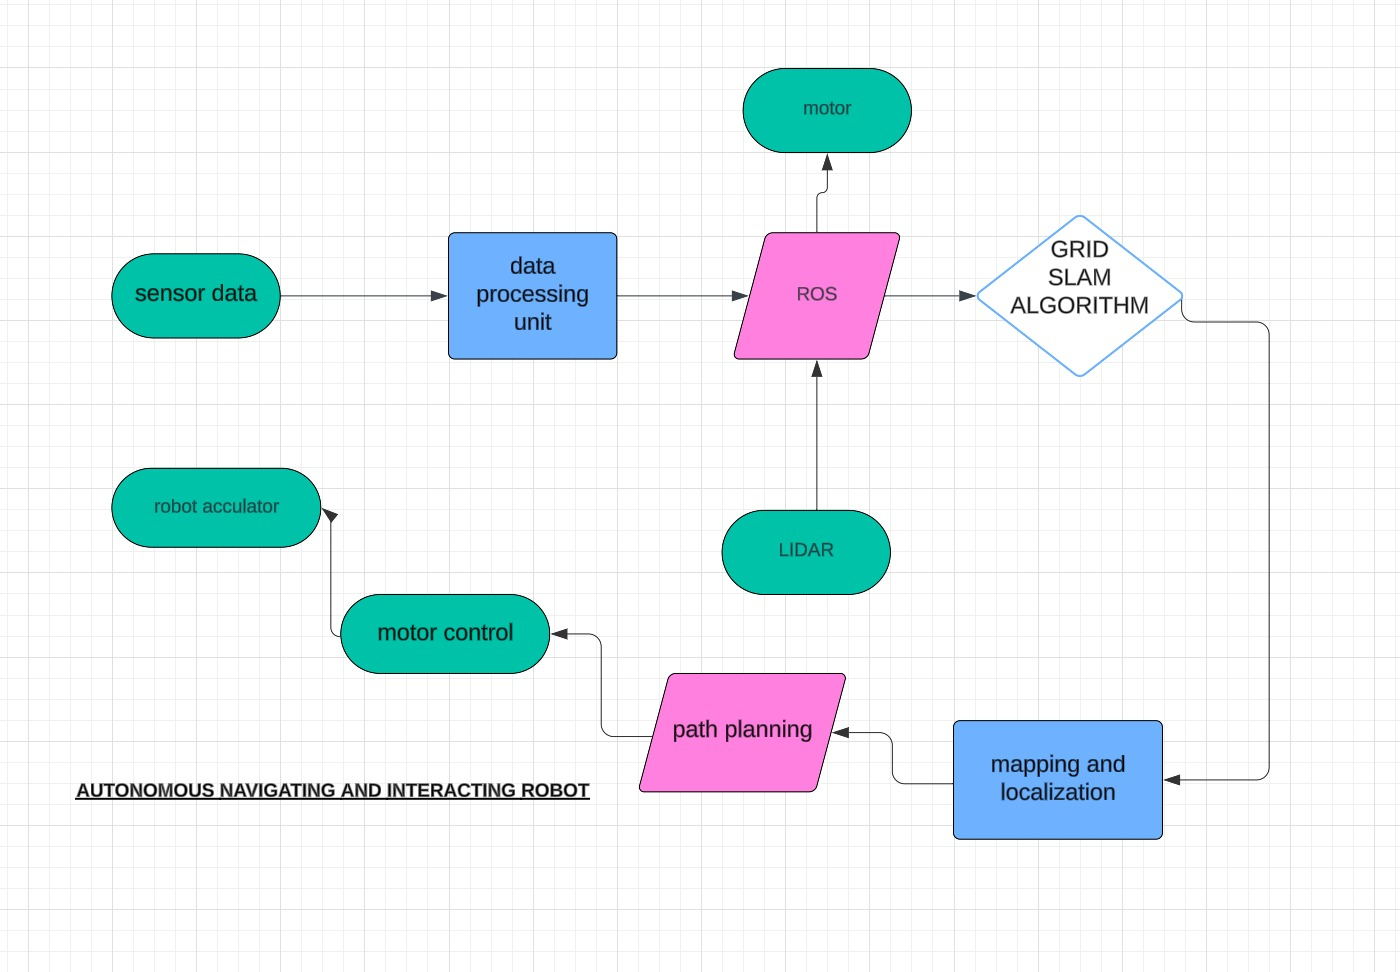 motor
sensor data
data
processing
unit
ROS
GRID
SLAM
ALGORITHM
robot acculator
LIDAR
motor control
path planning
mapping and
localization
AUTONOMOUS NAVIGATING AND INTERACTING ROBOT